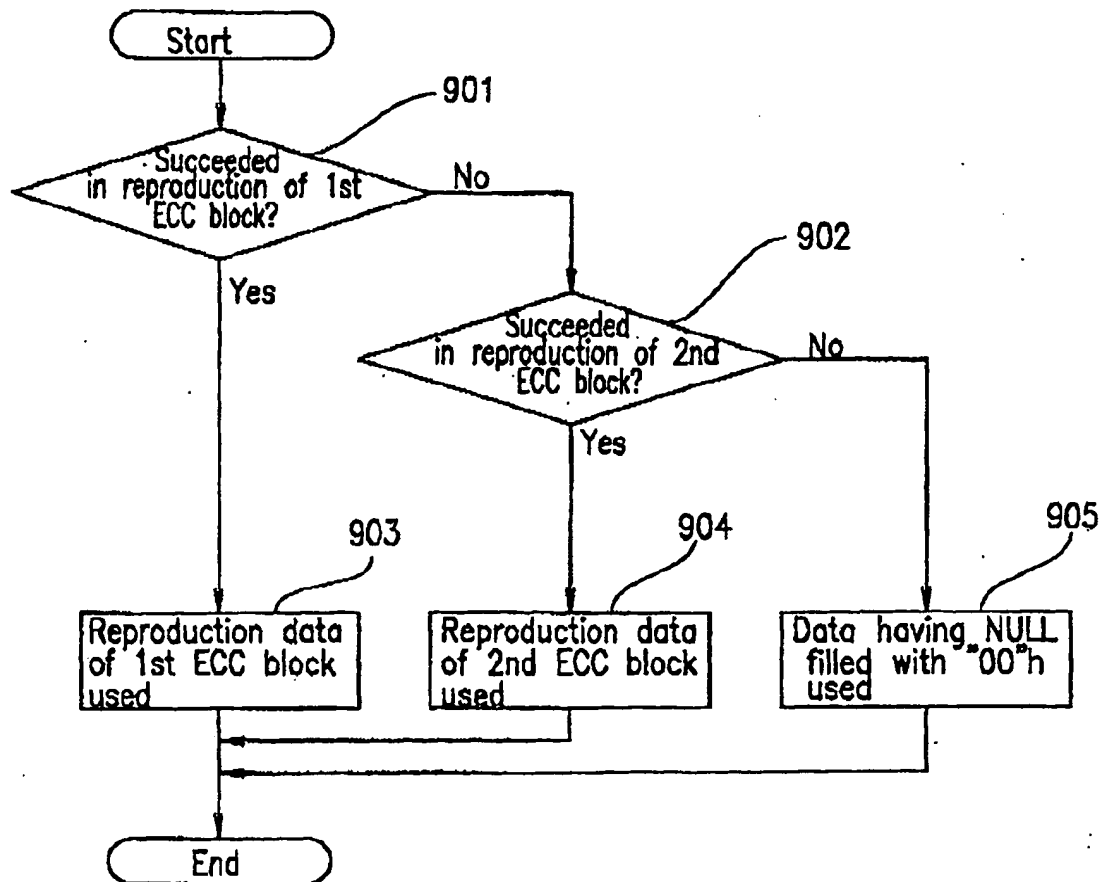 Start
901
Succeeded
in reproduction of 1st
ECC block?
No
902
Yes
Succeeded
in reproduction of 2nd
ECC block?
No
Yes
903
904
905
Reproduction data
of 1st ECC block
used
Reproduction data
of 2nd ECC block
used
Data having NULL
filled with "00"h
used
End